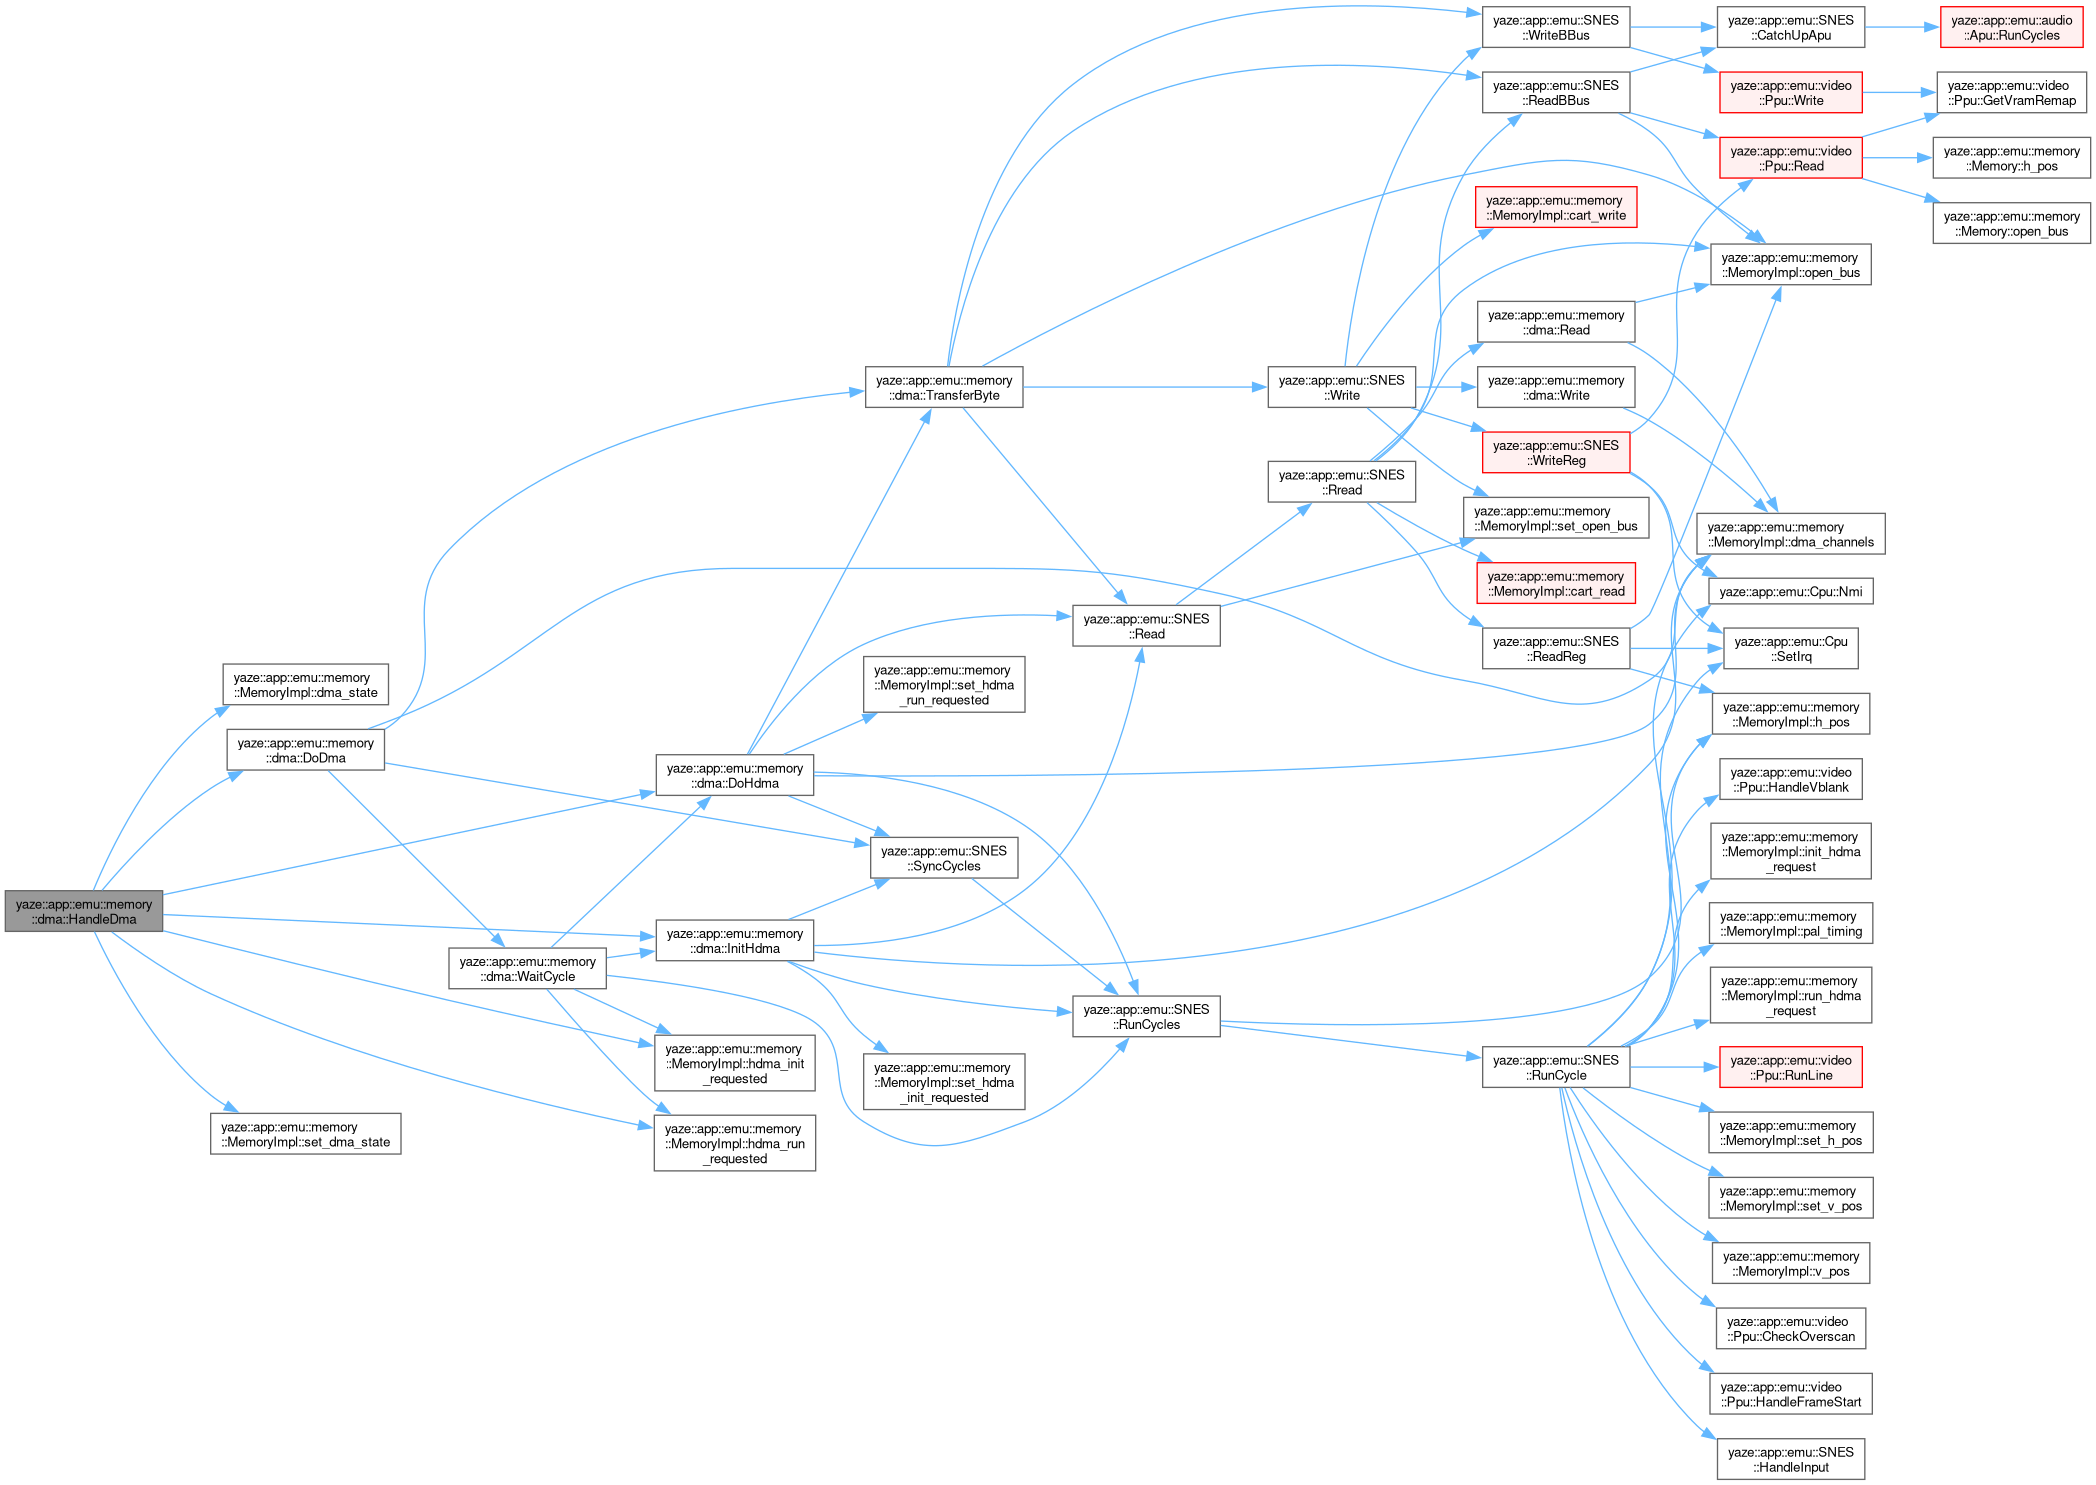 yaze::app::emu::memory
::dma::HandleDma
yaze::app::emu::memory
::MemoryImpl::dma_state
yaze::app::emu::memory
::dma::DoDma
yaze::app::emu::memory
::MemoryImpl::set_dma_state
yaze::app::emu::memory
::dma::WaitCycle
yaze::app::emu::memory
::dma::DoHdma
yaze::app::emu::memory
::dma::InitHdma
yaze::app::emu::memory
::MemoryImpl::hdma_init
_requested
yaze::app::emu::memory
::MemoryImpl::hdma_run
_requested
yaze::app::emu::memory
::dma::TransferByte
yaze::app::emu::memory
::MemoryImpl::set_hdma
_run_requested
yaze::app::emu::SNES
::SyncCycles
yaze::app::emu::memory
::MemoryImpl::set_hdma
_init_requested
yaze::app::emu::SNES
::Read
yaze::app::emu::SNES
::RunCycles
yaze::app::emu::SNES
::Write
yaze::app::emu::SNES
::Rread
yaze::app::emu::SNES
::WriteBBus
yaze::app::emu::SNES
::ReadBBus
yaze::app::emu::memory
::MemoryImpl::cart_write
yaze::app::emu::memory
::dma::Read
yaze::app::emu::memory
::dma::Write
yaze::app::emu::SNES
::WriteReg
yaze::app::emu::memory
::MemoryImpl::set_open_bus
yaze::app::emu::memory
::MemoryImpl::cart_read
yaze::app::emu::SNES
::ReadReg
yaze::app::emu::SNES
::RunCycle
yaze::app::emu::SNES
::CatchUpApu
yaze::app::emu::video
::Ppu::Write
yaze::app::emu::video
::Ppu::Read
yaze::app::emu::memory
::MemoryImpl::open_bus
yaze::app::emu::memory
::MemoryImpl::dma_channels
yaze::app::emu::Cpu::Nmi
yaze::app::emu::Cpu
::SetIrq
yaze::app::emu::memory
::MemoryImpl::h_pos
yaze::app::emu::video
::Ppu::HandleVblank
yaze::app::emu::memory
::MemoryImpl::init_hdma
_request
yaze::app::emu::memory
::MemoryImpl::pal_timing
yaze::app::emu::memory
::MemoryImpl::run_hdma
_request
yaze::app::emu::video
::Ppu::RunLine
yaze::app::emu::memory
::MemoryImpl::set_h_pos
yaze::app::emu::memory
::MemoryImpl::set_v_pos
yaze::app::emu::memory
::MemoryImpl::v_pos
yaze::app::emu::video
::Ppu::CheckOverscan
yaze::app::emu::video
::Ppu::HandleFrameStart
yaze::app::emu::SNES
::HandleInput
yaze::app::emu::audio
::Apu::RunCycles
yaze::app::emu::video
::Ppu::GetVramRemap
yaze::app::emu::memory
::Memory::h_pos
yaze::app::emu::memory
::Memory::open_bus